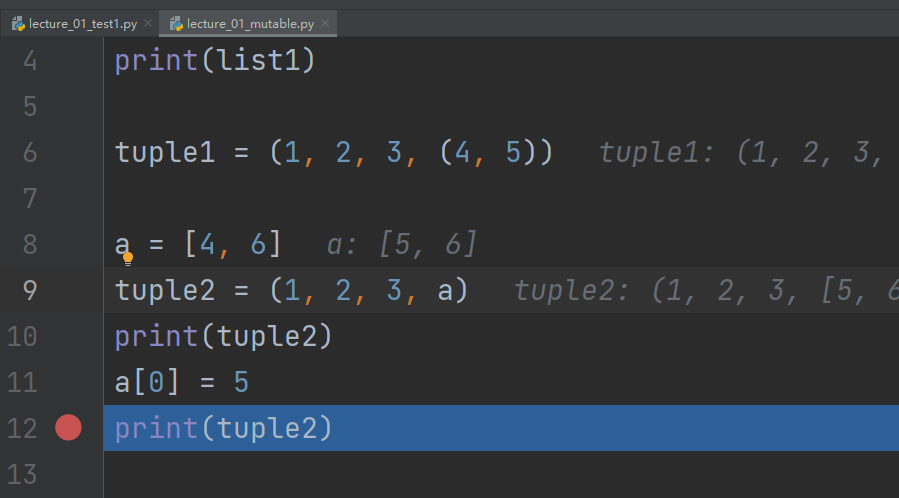 lecture_01_test1.py × lecture_01_mutable.py ×
4 print(list1)
5
6 tuple1 = (1, 2, 3, (4, 5)) tuple1: (1, 2, 3,
7
8 a = [4, 6] a: [5, 6]
9 tuple2 = (1, 2, 3, a) tuple2: (1, 2, 3, [5, 6
10 print(tuple2)
11 a[0] = 5
12 print(tuple2)
13